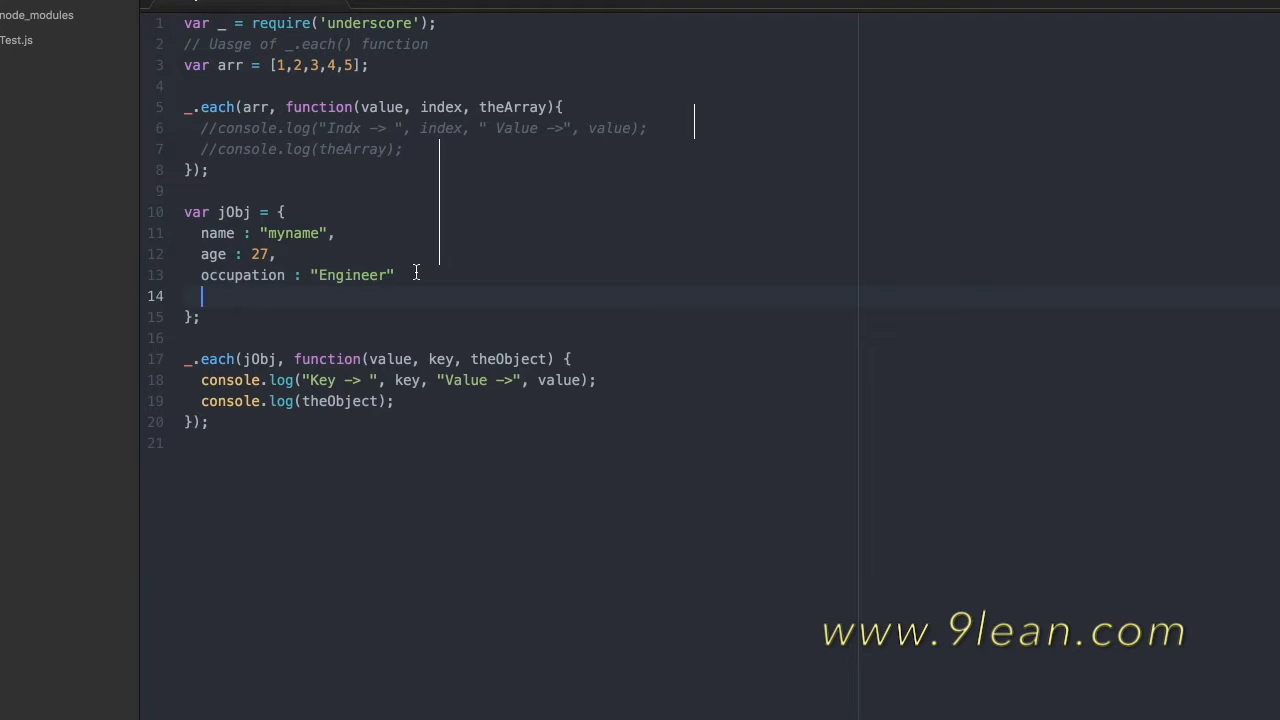 node_modules
Test.js
1 var _ = require('underscore');
2 // Uasge of _.each() function
3 var arr = [1,2,3,4,5];
4
5 _.each(arr, function(value, index, theArray){
6 //console.log("Indx -> ", index, " Value ->", value);
7 //console.log(theArray);
8 });
9
10 var jObj = {
11 name : "myname",
12 age : 27,
13 occupation : "Engineer"
14
15 };
16
17 _.each(jObj, function(value, key, theObject) {
18 console.log("Key -> ", key, "Value ->", value);
19 console.log(theObject);
20 });
21
www.9lean.com